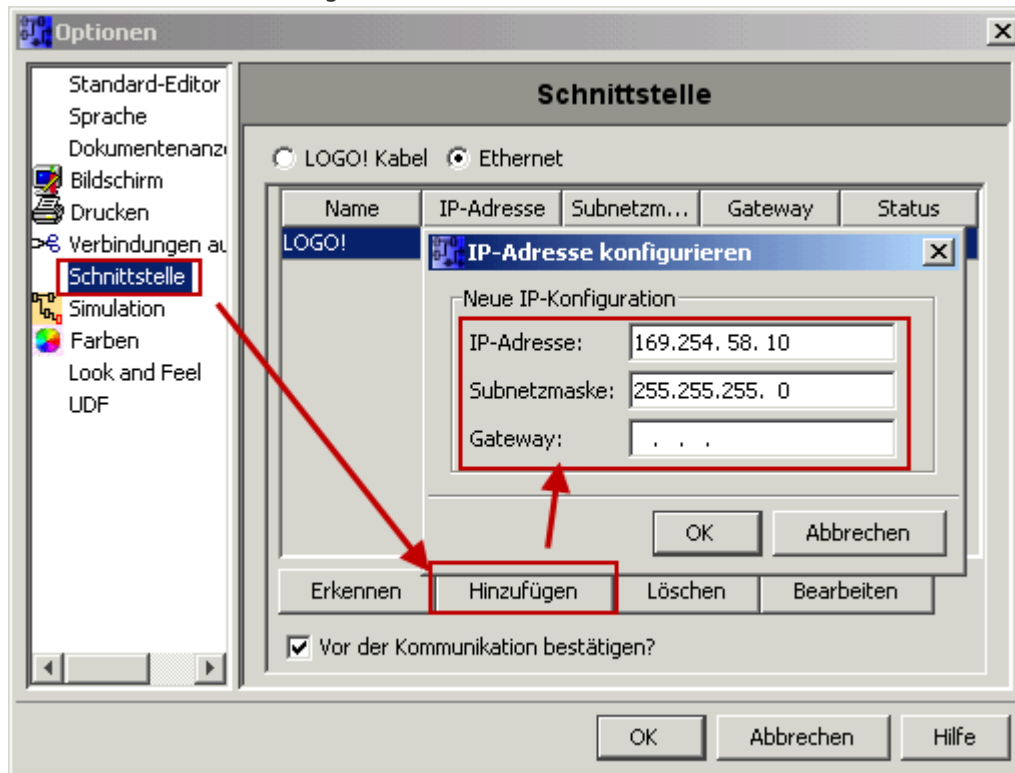 Optionen
Standard-Editor
Sprache
Dokumentenanz
Bildschirm
Drucken
Verbindungen au
Schnittstelle
Simulation
Farben
Look and Feel
UDF
Schnittstelle
LOGO! Kabel
Ethernet
Name IP-Adresse Subnetzm... Gateway Status
LOGO!
IP-Adresse konfigurieren
Neue IP-Konfiguration
IP-Adresse: 169.254. 58. 10
Subnetzmaske: 255.255.255. 0
Gateway: . . .
OK Abbrechen
Erkennen Hinzufügen Löschen Bearbeiten
Vor der Kommunikation bestätigen?
OK Abbrechen Hilfe